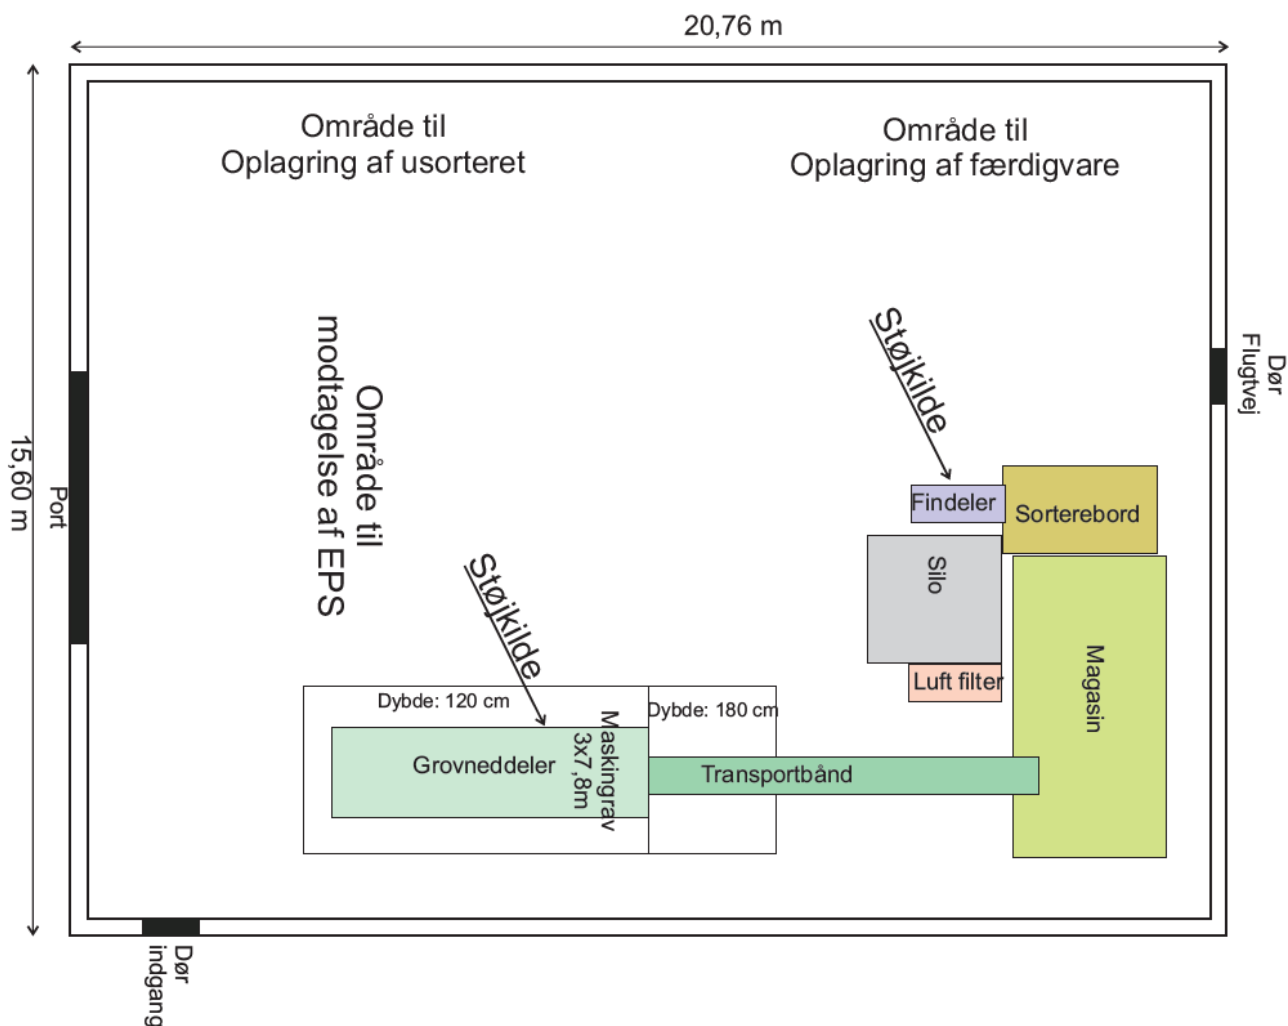 20,76 m
15,60 m
Område til
Oplagring af usorteret
Område til
Oplagring af færdigvare
Område til
modtagelse af EPS
Port
Støjkilde
Støjkilde
Dør
Flugtvej
Findeler
Sorterebord
Silo
Luft filter
Magasin
Dybde: 120 cm
Dybde: 180 cm
Maskingrav
3x7,8m
Grovneddeler
Transportbånd
Dør
indgang